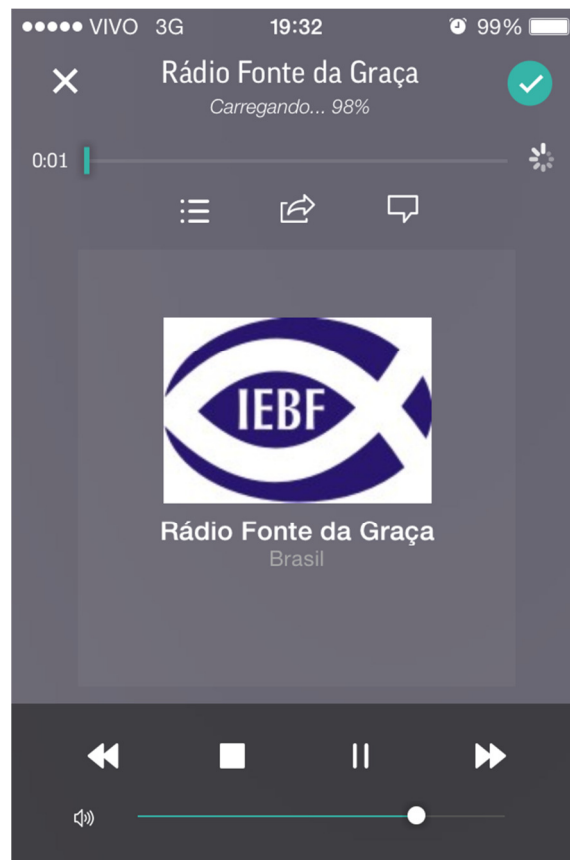 VIVO 3G 19:32 99%
Rádio Fonte da Graça
Carregando... 98%
0:01
IEBF
Rádio Fonte da Graça
Brasil